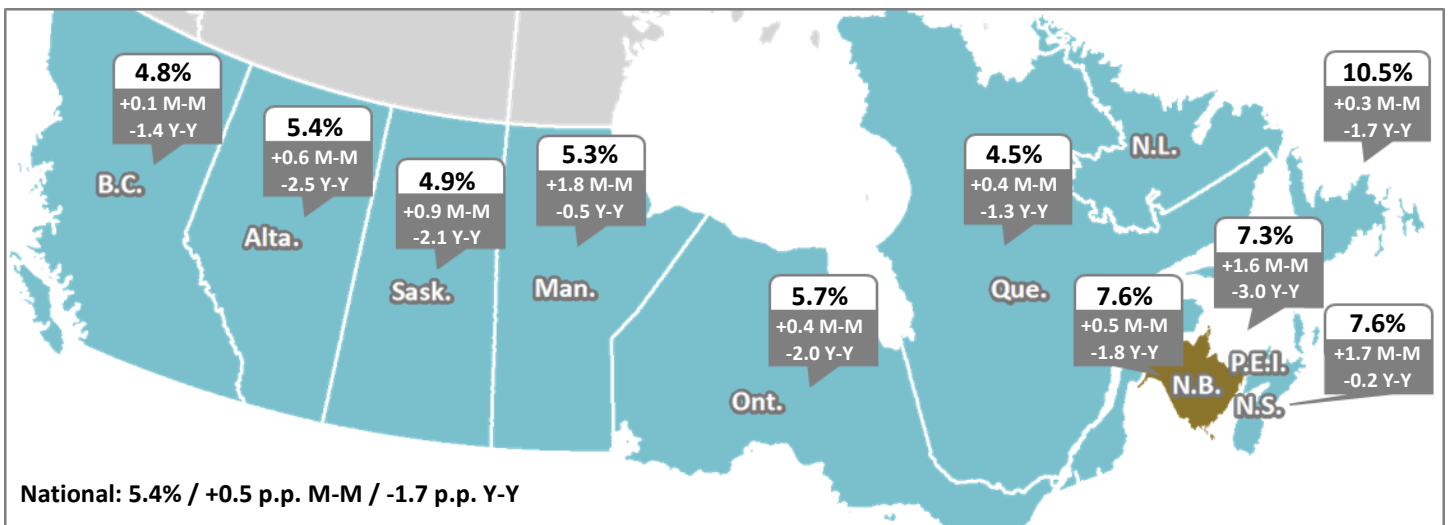 4.8%
+0.1 M-M
-1.4 Y-Y
B.C.
5.4%
+0.6 M-M
-2.5 Y-Y
Alta.
4.9%
+0.9 M-M
-2.1 Y-Y
Sask.
5.3%
+1.8 M-M
-0.5 Y-Y
Man.
5.7%
+0.4 M-M
-2.0 Y-Y
Ont.
4.5%
+0.4 M-M
-1.3 Y-Y
Que.
N.L.
10.5%
+0.3 M-M
-1.7 Y-Y
7.6%
+0.5 M-M
-1.8 Y-Y
N.B.
7.3%
+1.6 M-M
-3.0 Y-Y
P.E.I.
7.6%
+1.7 M-M
-0.2 Y-Y
N.S.
National: 5.4% / +0.5 p.p. M-M / -1.7 p.p. Y-Y